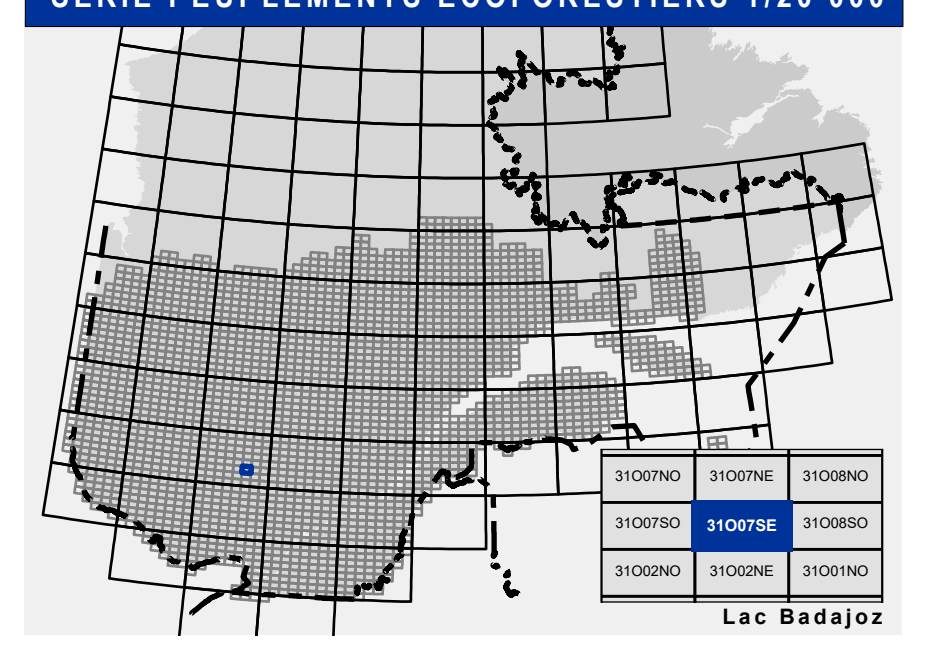 SÉRIE PEUPLEMENTS ÉCOFORESTIERS 1/20 000
31O07NO 31O07NE 31O08NO
31O07SO 31O07SE 31O08SO
31O02NO 31O02NE 31O01NO
Lac Badajoz